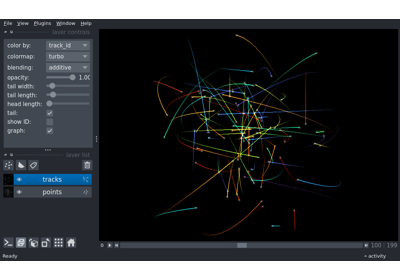 File View Plugins Window Help
layer controls
color by: track_id
colormap: turbo
blending: additive
opacity: 1.00
tail width:
tail length:
head length:
tail:
show ID:
graph:
layer list
tracks
points
0 100 199
Ready activity